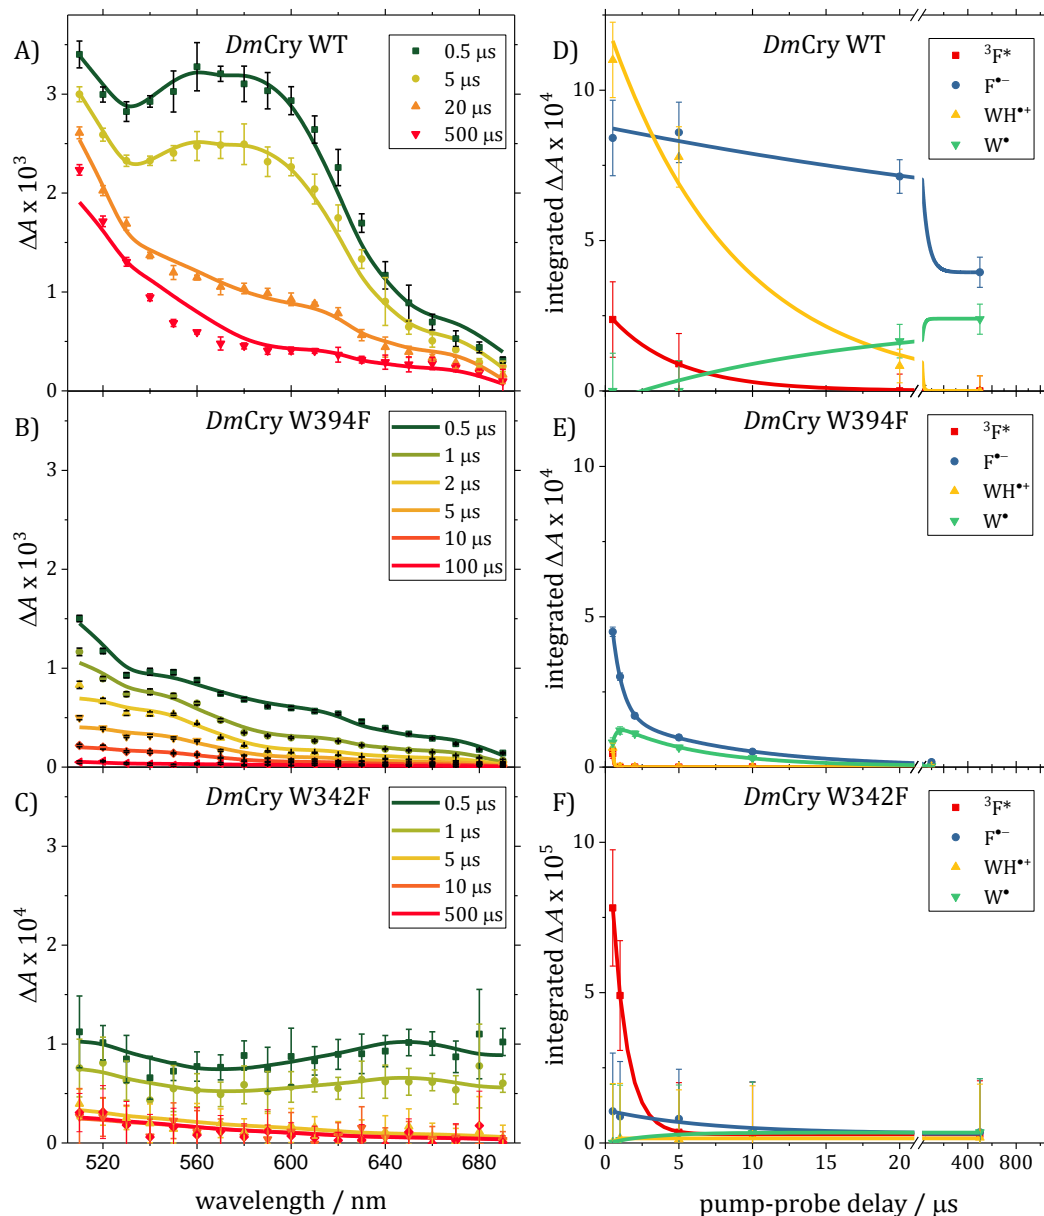 A) DmCry WT
0.5 μs
5 μs
20 μs
500 μs
ΔA x 10³
3
2
1
0
B) DmCry W394F
0.5 μs
1 μs
2 μs
5 μs
10 μs
100 μs
ΔA x 10³
3
2
1
0
C) DmCry W342F
0.5 μs
1 μs
5 μs
10 μs
500 μs
ΔA x 10⁴
3
2
1
0
520 560 600 640 680
wavelength / nm
D) DmCry WT
³F*
F•−
WH•+
W•
integrated ΔA x 10⁴
10
5
0
E) DmCry W394F
³F*
F•−
WH•+
W•
integrated ΔA x 10⁴
10
5
0
F) DmCry W342F
³F*
F•−
WH•+
W•
integrated ΔA x 10⁵
10
5
0
0 5 10 15 20 400 800
pump-probe delay / μs